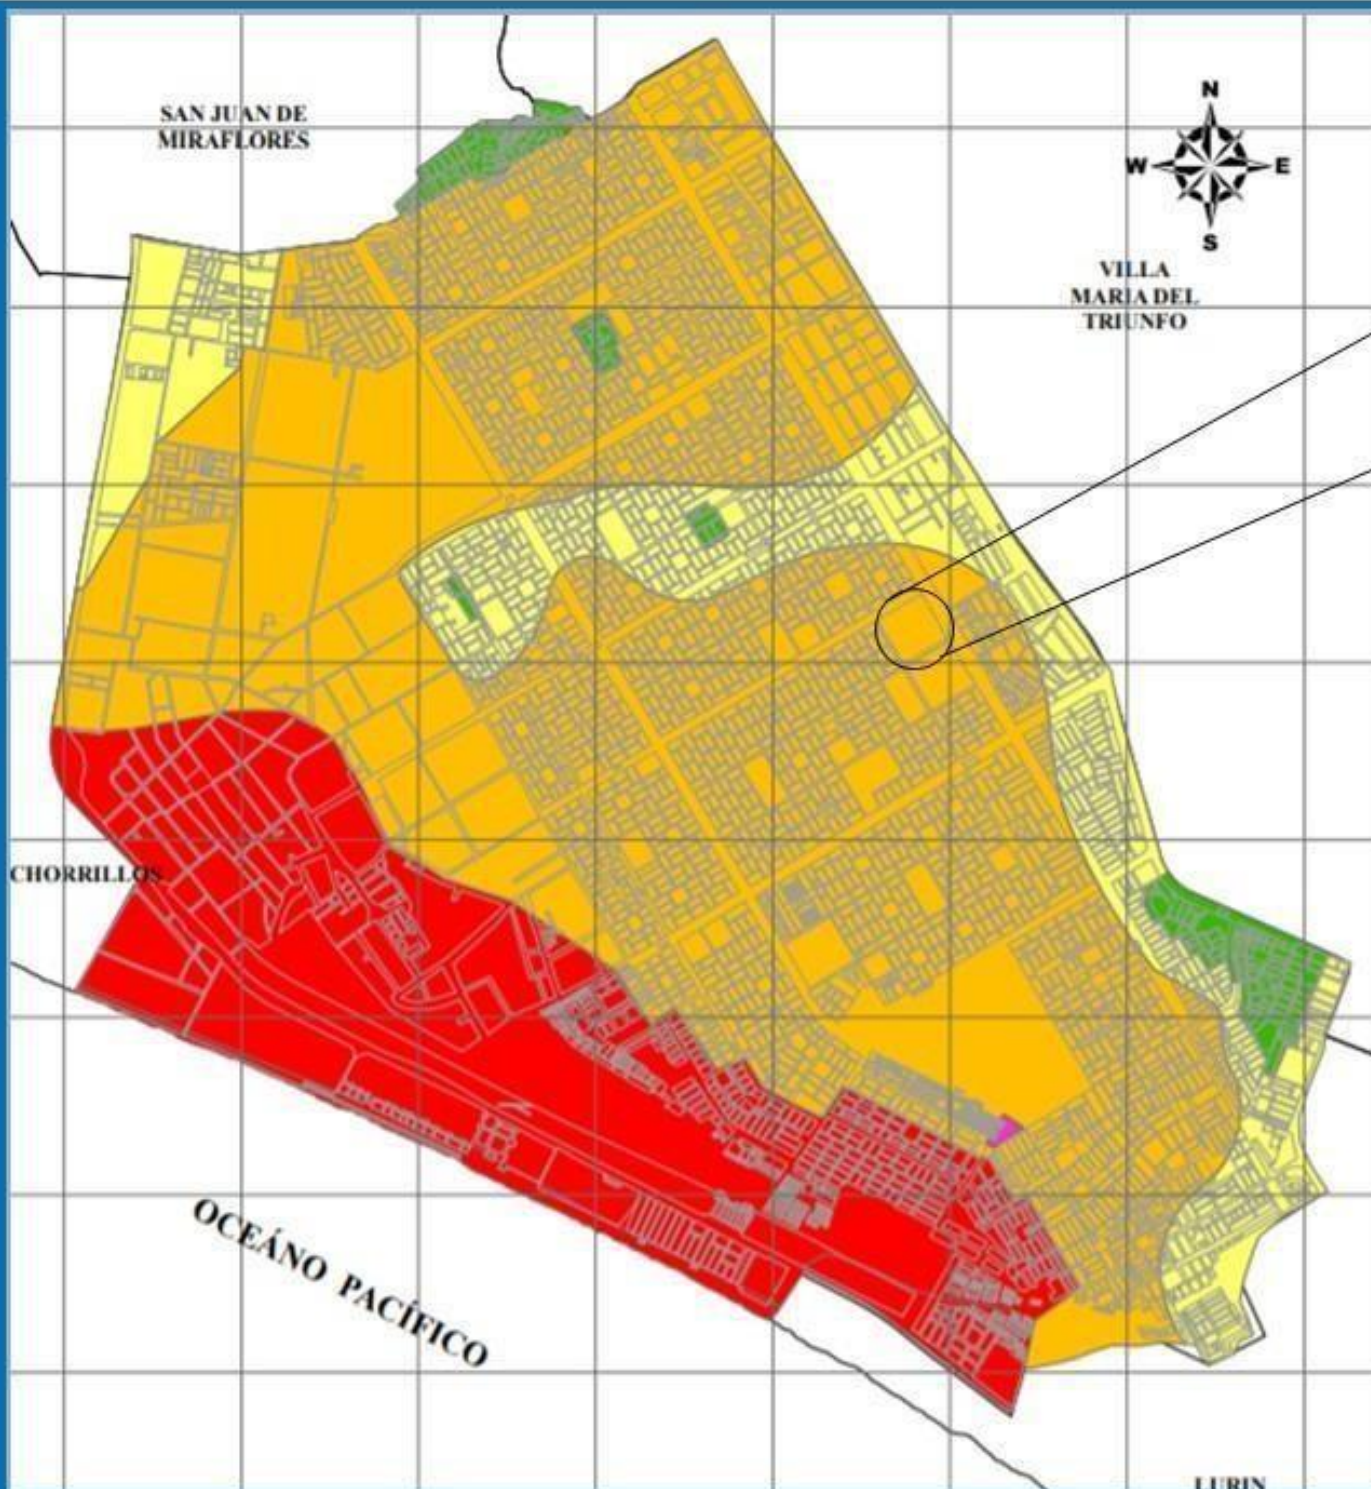 SAN JUAN DE
MIRAFLORES
N
W
E
S
VILLA
MARIA DEL
TRIUNFO
CHORRILLOS
OCEÁNO PACÍFICO
LURIN